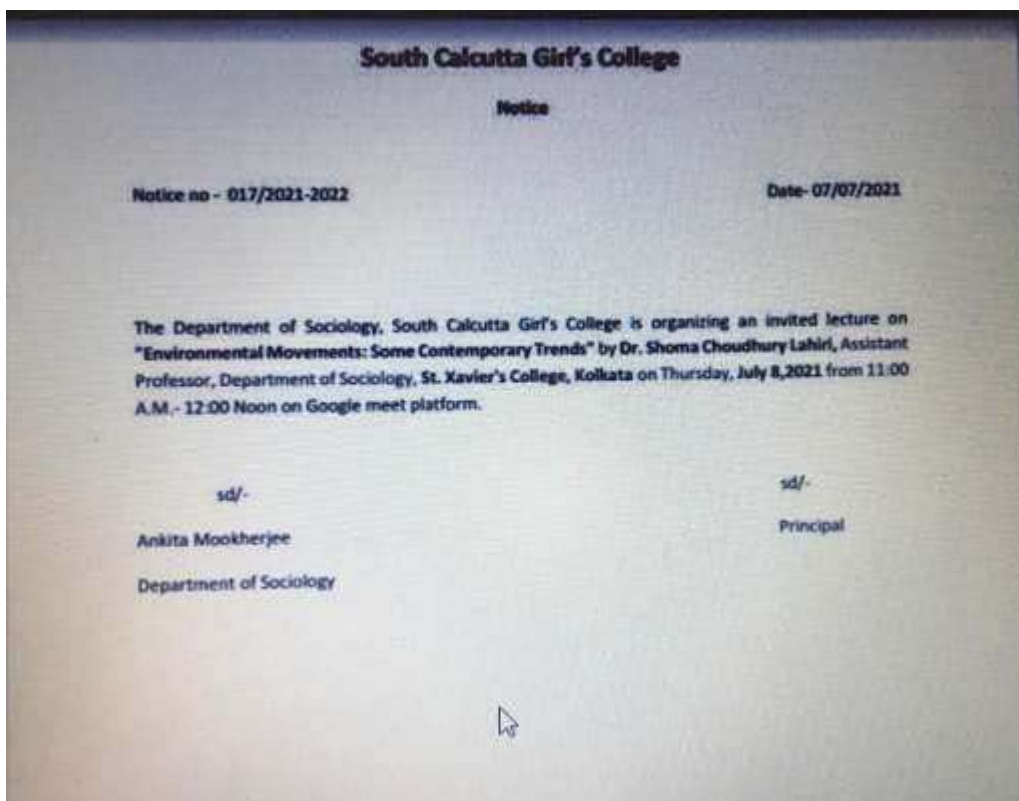 South Calcutta Girl's College
Notice
Notice no - 017/2021-2022
Date- 07/07/2021
The Department of Sociology, South Calcutta Girl's College is organizing an invited lecture on
"Environmental Movements: Some Contemporary Trends" by Dr. Shoma Choudhury Lahiri, Assistant
Professor, Department of Sociology, St. Xavier's College, Kolkata on Thursday, July 8,2021 from 11:00
A.M.- 12:00 Noon on Google meet platform.
sd/-
sd/-
Ankita Mookherjee
Principal
Department of Sociology